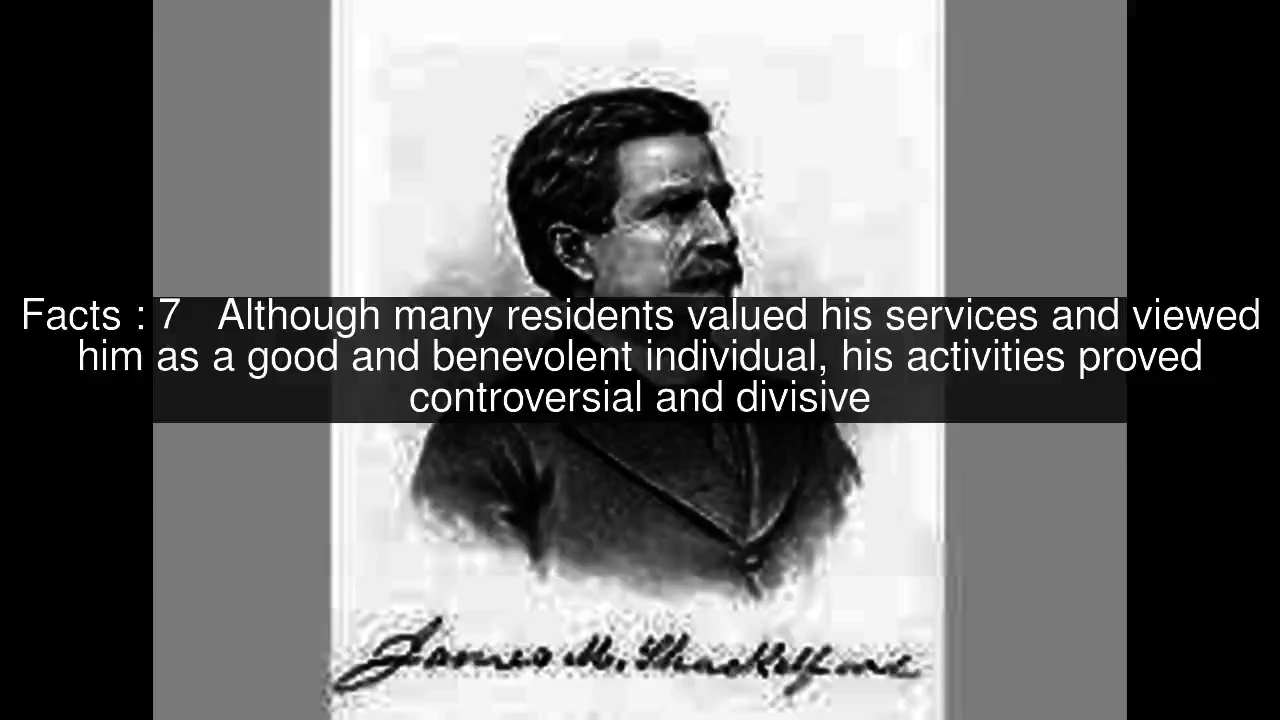 Facts : 7 Although many residents valued his services and viewed
him as a good and benevolent individual, his activities proved
controversial and divisive
James M. Shackelford